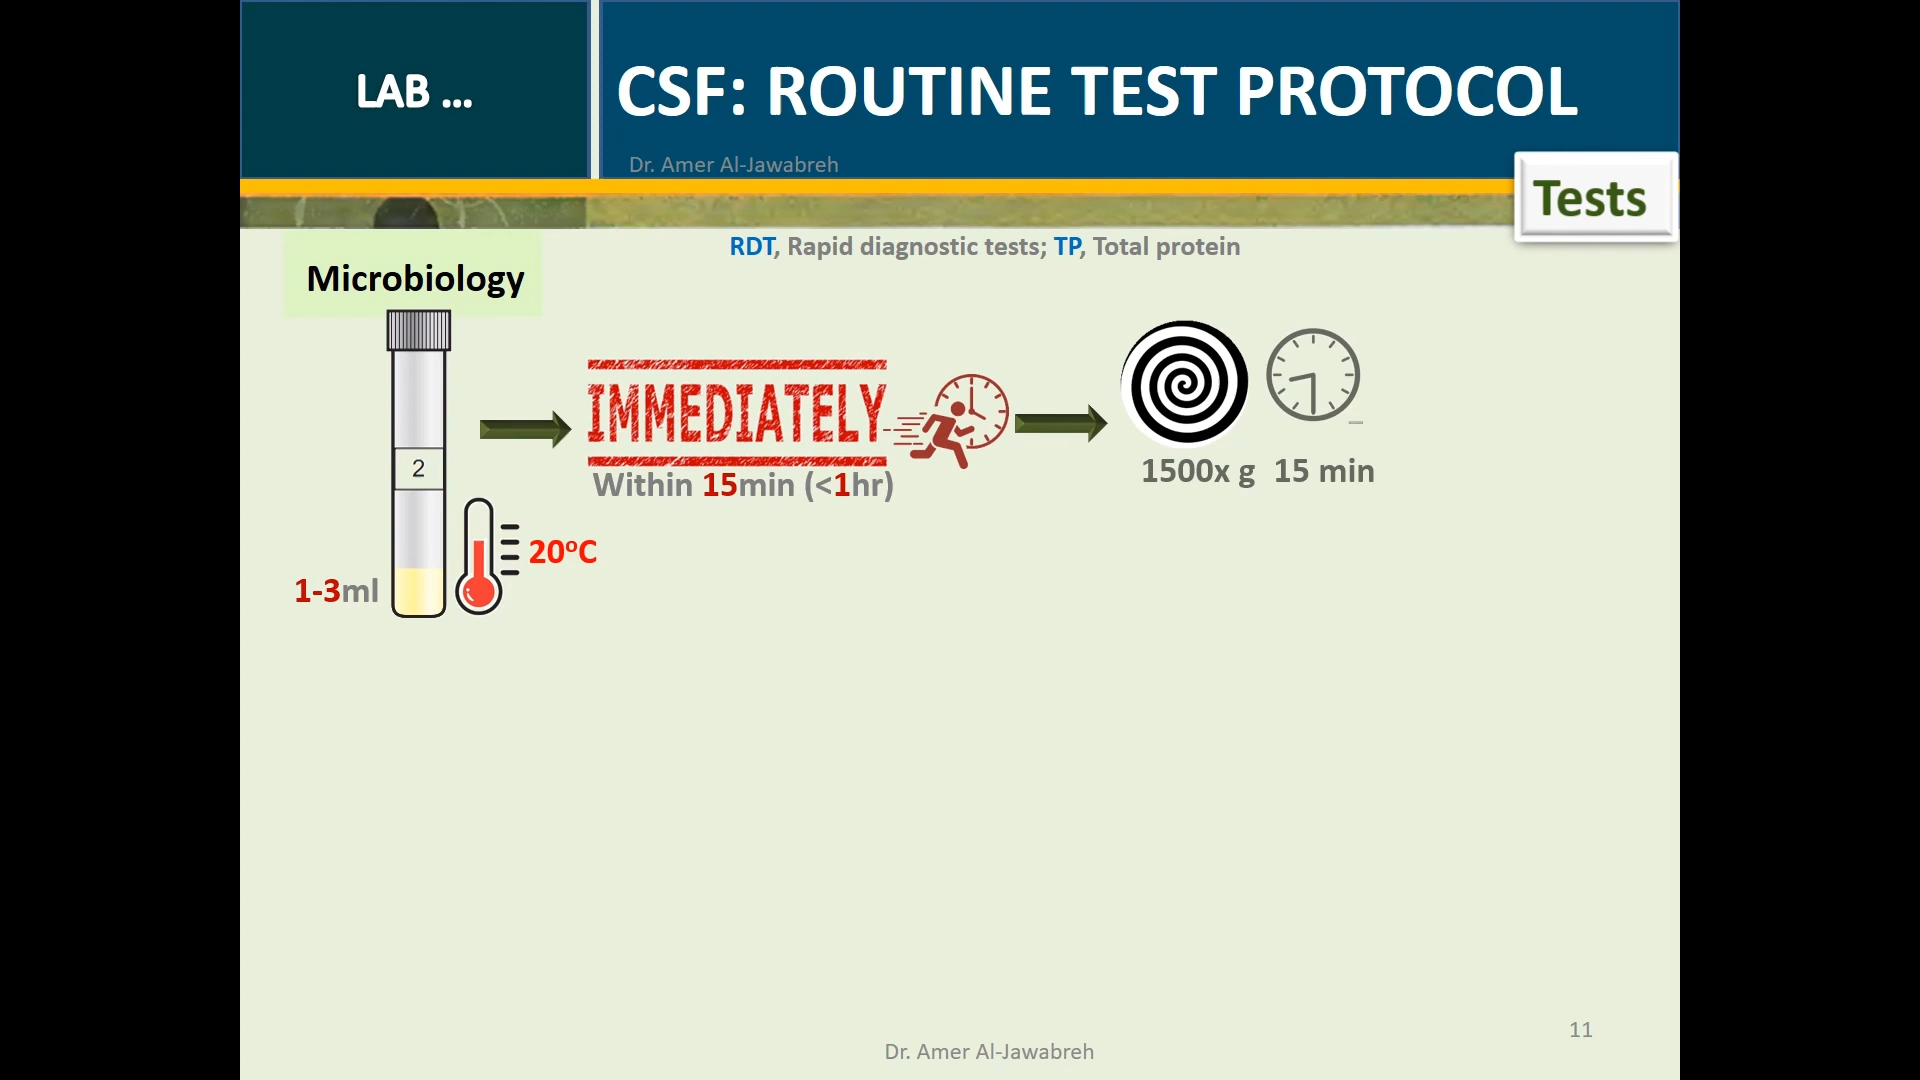 LAB ...
CSF: ROUTINE TEST PROTOCOL
Dr. Amer Al-Jawabreh
Tests
RDT, Rapid diagnostic tests; TP, Total protein
Microbiology
IMMEDIATELY
Within 15min (<1hr)
1500x g 15 min
2
20°C
1-3ml
11
Dr. Amer Al-Jawabreh